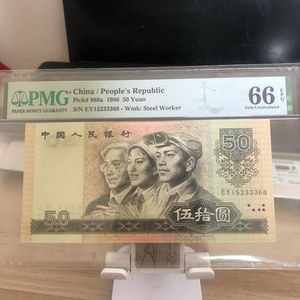 PMG
PAPER MONEY GUARANTY
China / People's Republic
Pick# 888a 1980 50 Yuan
S/N EY15233368 - Wmk: Steel Worker
66 EPQ
Gem Uncirculated
中国人民银行
50
EY15233368
50
伍拾圆